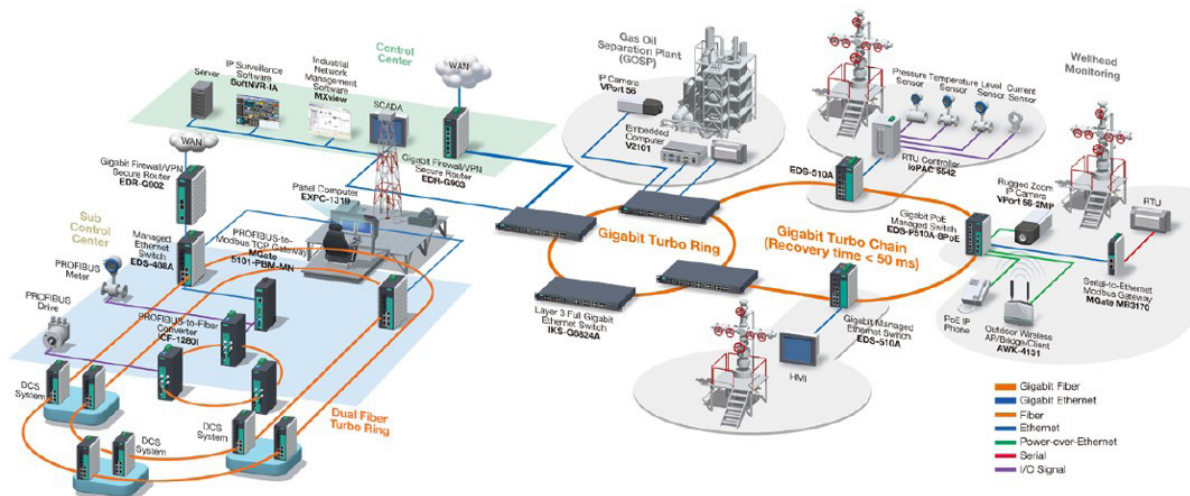 Control
Center
WAN
Server
IP Surveillance
Software
SoftNVR-IA
Industrial
Network
Management
Software
MXview
SCADA
Gigabit Firewall/VPN
Secure Router
EDR-G903
WAN
Gigabit Firewall/VPN
Secure Router
EDR-G902
Panel Computer
EXPC-1319
Sub
Control
Center
Managed
Ethernet
Switch
EDS-408A
PROFIBUS-to-
Modbus TCP Gateway
MGate
5101-PBM-MN
PROFIBUS
Meter
PROFIBUS
Drive
PROFIBUS-to-Fiber
Converter
ICF-1280I
DCS
System
DCS
System
DCS
System
Dual Fiber
Turbo Ring
Gas Oil
Separation Plant
(GOSP)
IP Camera
VPort 56
Embedded
Computer
V2101
Gigabit Turbo Ring
Layer 3 Full Gigabit
Ethernet Switch
IKS-G6824A
Gigabit Turbo Chain
(Recovery time < 50 ms)
EDS-510A
Pressure
Sensor
Temperature
Sensor
Level
Sensor
Current
Sensor
RTU Controller
ioPAC 5542
Wellhead
Monitoring
Gigabit PoE
Managed Switch
EDS-P510A-8PoE
Rugged Zoom
IP Camera
VPort 56-2MP
RTU
Serial-to-Ethernet
Modbus Gateway
MGate MB3170
PoE IP
Phone
Outdoor Wireless
AP/Bridge/Client
AWK-4131
Gigabit Managed
Ethernet Switch
EDS-510A
HMI
Gigabit Fiber
Gigabit Ethernet
Fiber
Ethernet
Power-over-Ethernet
Serial
I/O Signal